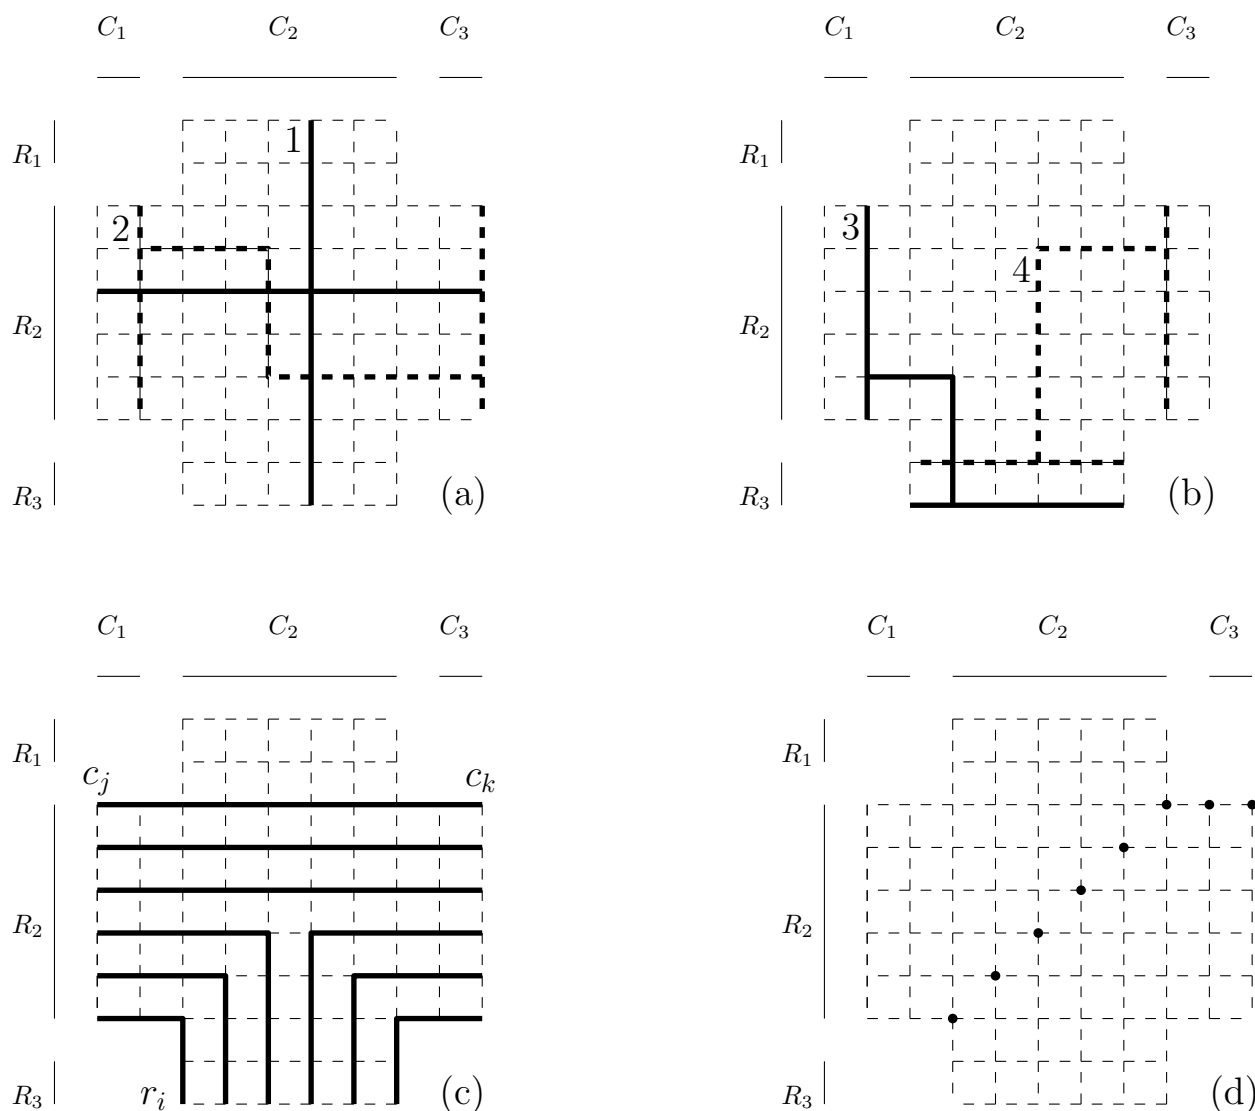 C₁ C₂ C₃ C₁ C₂ C₃
1
R₁ R₁
2 3
4
R₂ R₂
R₃ (a) R₃ (b)
C₁ C₂ C₃ C₁ C₂ C₃
R₁ R₁
cⱼ cₖ
R₂ R₂
R₃ rᵢ (c) (d)
R₃